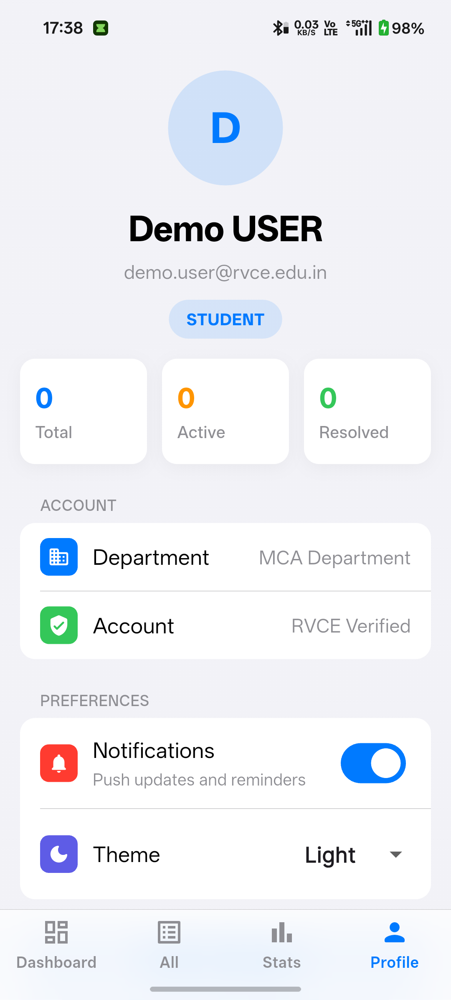 17:38 0.03 KB/S Vo LTE 5G++ 98%
D
Demo USER
demo.user@rvce.edu.in
STUDENT
0 0 0
Total Active Resolved
ACCOUNT
Department MCA Department
Account RVCE Verified
PREFERENCES
Notifications
Push updates and reminders
Theme Light
Dashboard All Stats Profile